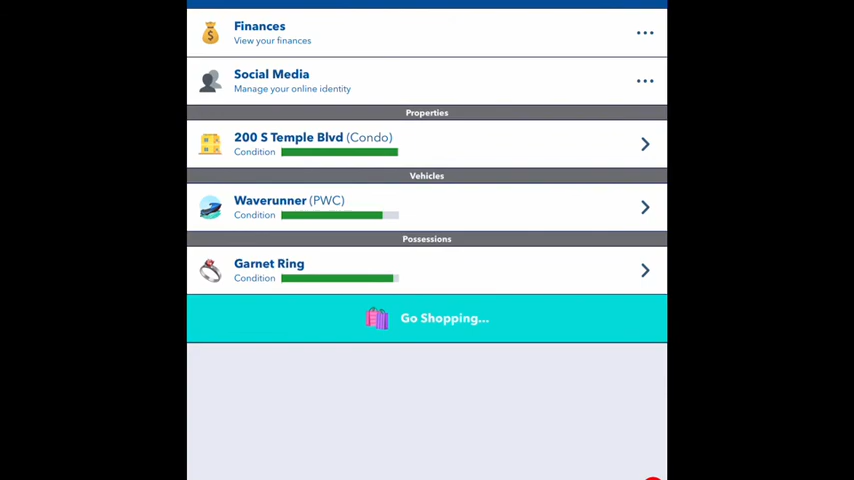 Finances
View your finances
Social Media
Manage your online identity
Properties
200 S Temple Blvd (Condo)
Condition
Vehicles
Waverunner (PWC)
Condition
Possessions
Garnet Ring
Condition
Go Shopping...